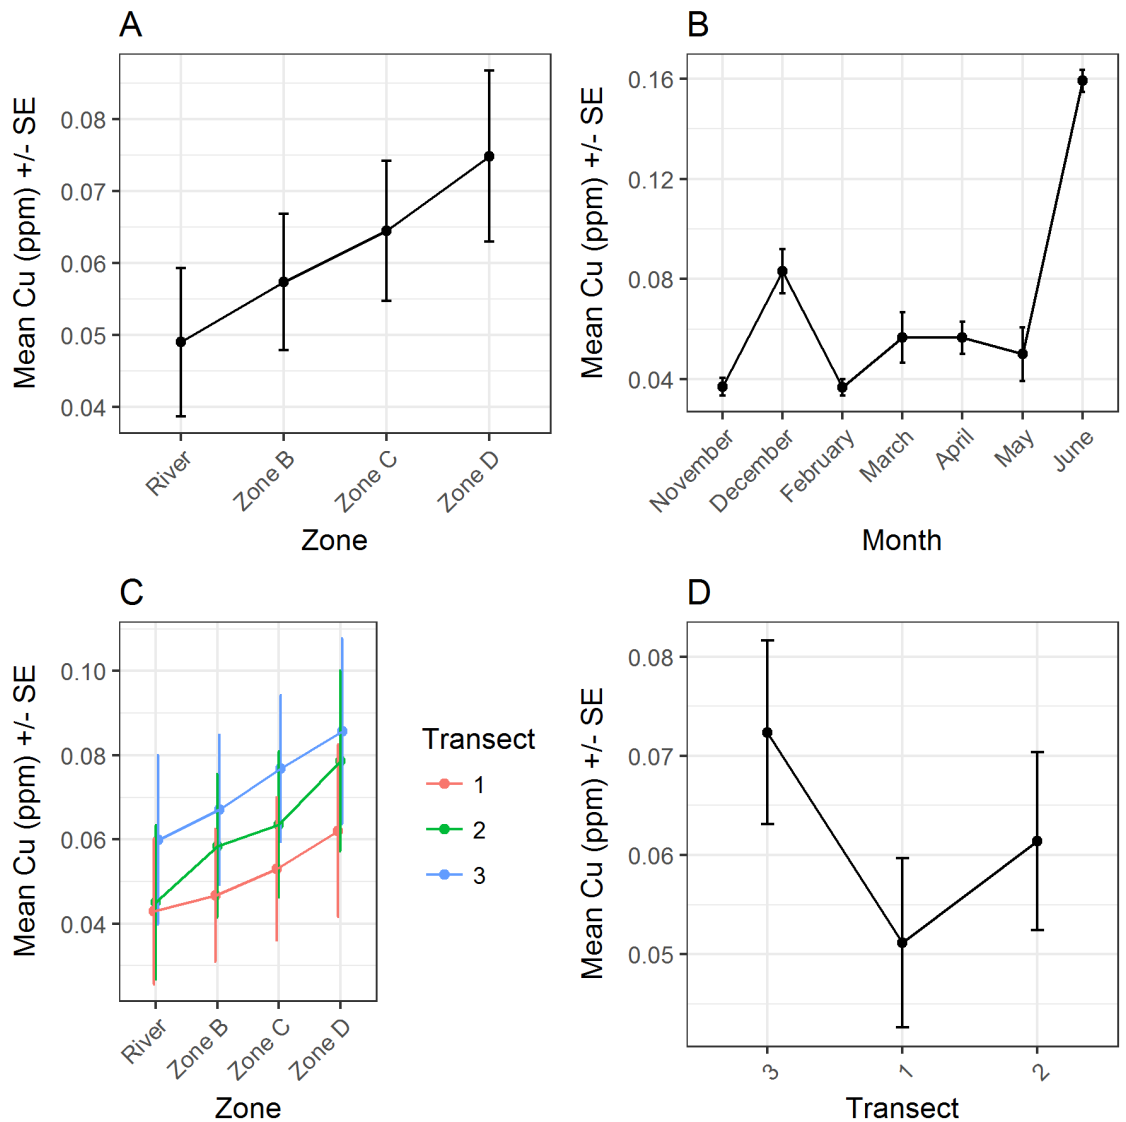 A
Mean Cu (ppm) +/- SE
0.08
0.07
0.06
0.05
0.04
River
Zone B
Zone C
Zone D
Zone
B
Mean Cu (ppm) +/- SE
0.16
0.12
0.08
0.04
November
December
February
March
April
May
June
Month
C
Mean Cu (ppm) +/- SE
0.10
0.08
0.06
0.04
River
Zone B
Zone C
Zone D
Zone
Transect
1
2
3
D
Mean Cu (ppm) +/- SE
0.08
0.07
0.06
0.05
3
1
2
Transect